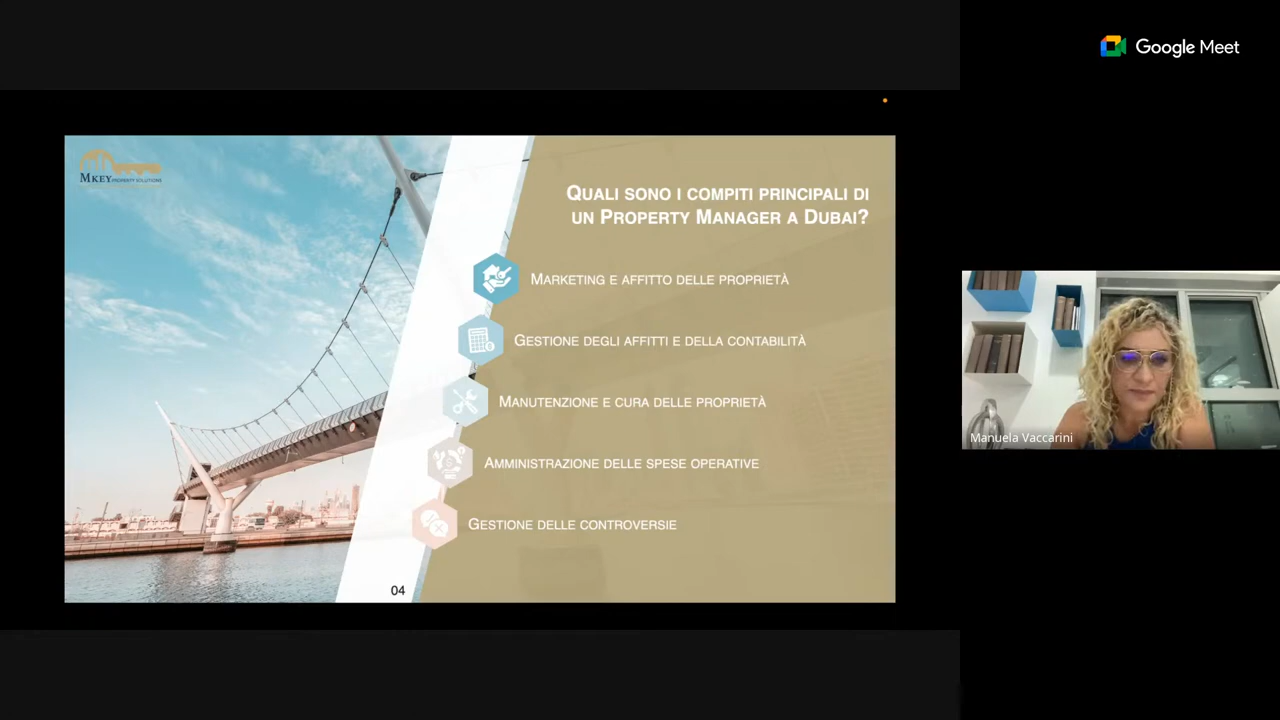 Google Meet
MKEY PROPERTY SOLUTIONS
QUALI SONO I COMPITI PRINCIPALI DI
UN PROPERTY MANAGER A DUBAI?
MARKETING E AFFITTO DELLE PROPRIETÀ
GESTIONE DEGLI AFFITTI E DELLA CONTABILITÀ
MANUTENZIONE E CURA DELLE PROPRIETÀ
AMMINISTRAZIONE DELLE SPESE OPERATIVE
GESTIONE DELLE CONTROVERSIE
04
Manuela Vaccarini